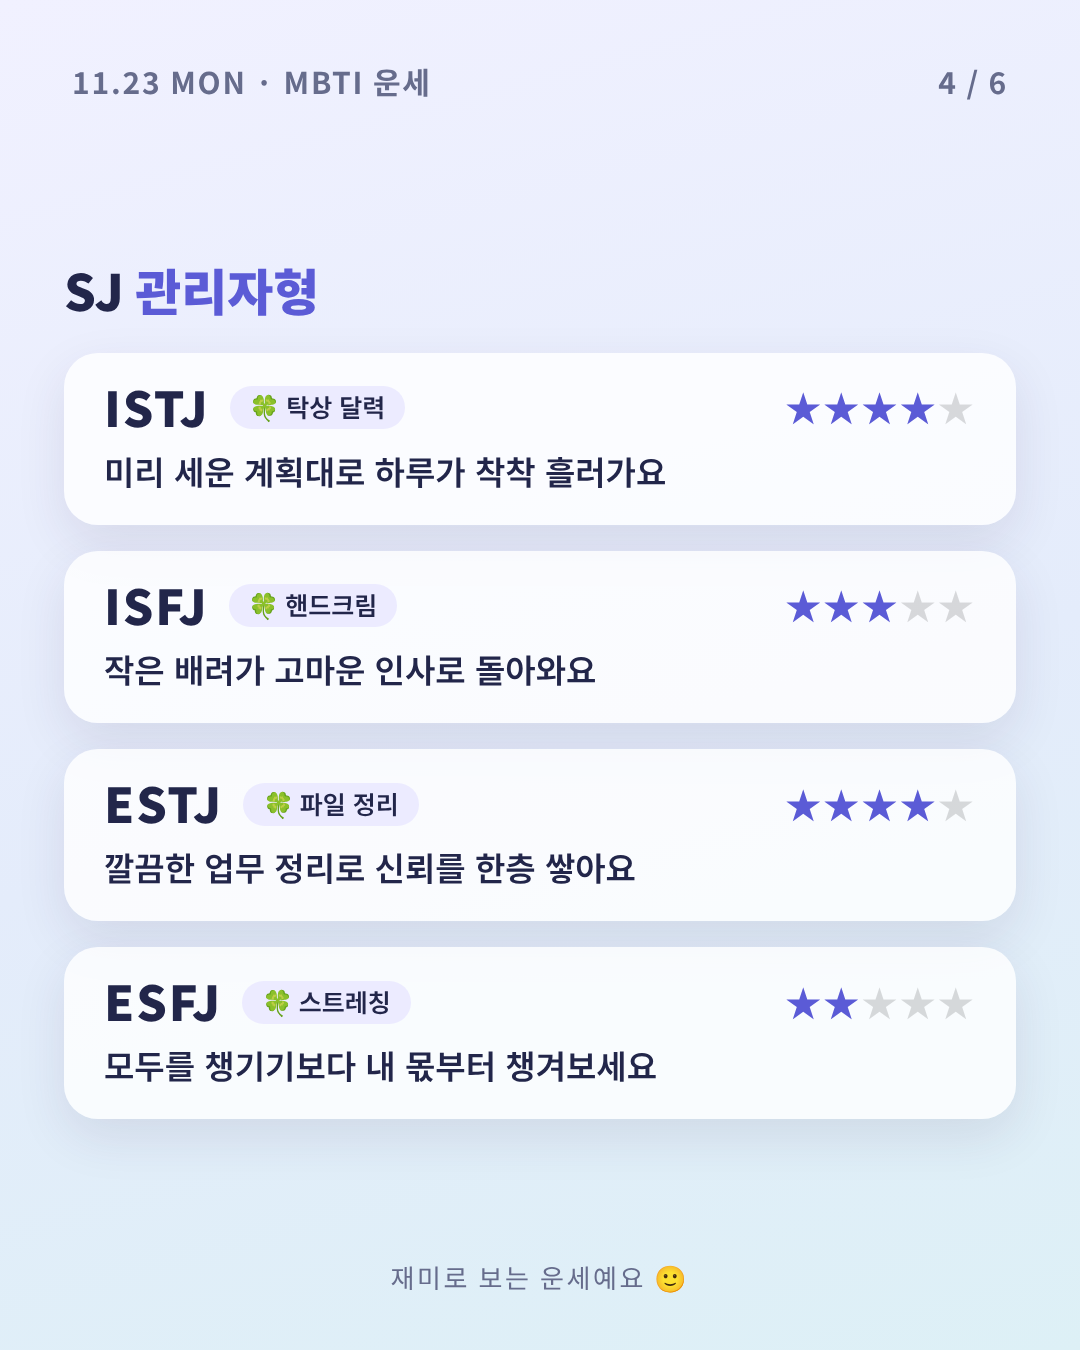 11.23 MON · MBTI 운세
4 / 6
SJ 관리자형
ISTJ 🍀 탁상 달력 ★★★★★
미리 세운 계획대로 하루가 착착 흘러가요
ISFJ 🍀 핸드크림 ★★★★★
작은 배려가 고마운 인사로 돌아와요
ESTJ 🍀 파일 정리 ★★★★★
깔끔한 업무 정리로 신뢰를 한층 쌓아요
ESFJ 🍀 스트레칭 ★★★★★
모두를 챙기기보다 내 몫부터 챙겨보세요
재미로 보는 운세예요 🙂